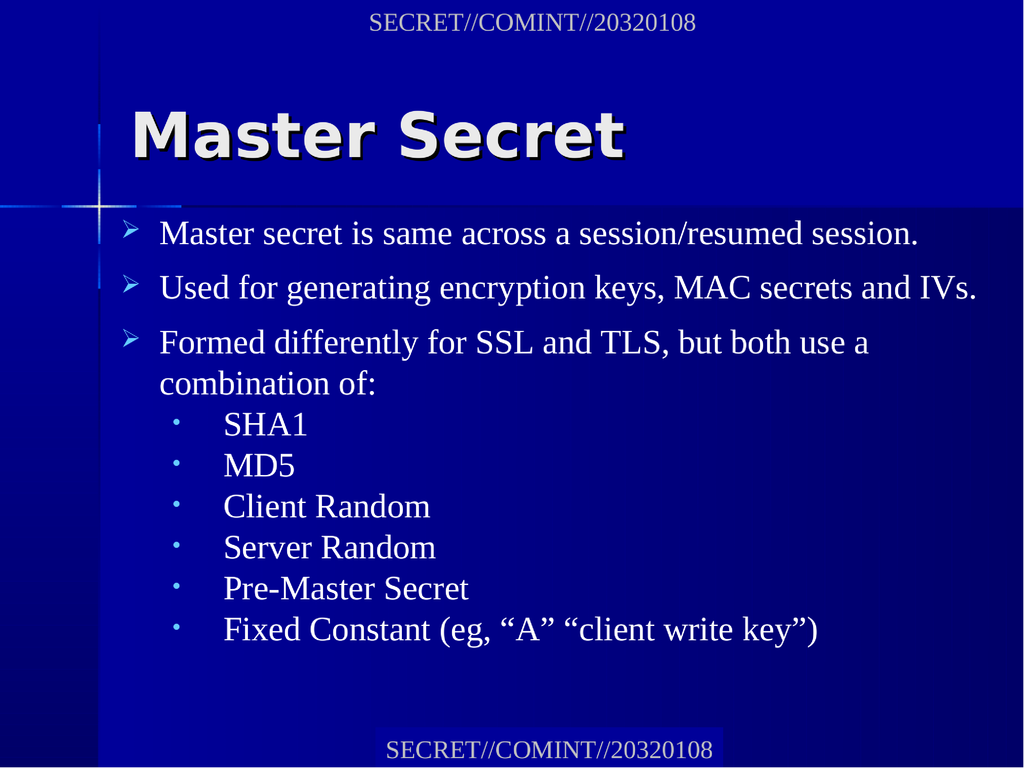 SECRET//COMINT//20320108
Master Secret
Master secret is same across a session/resumed session.
Used for generating encryption keys, MAC secrets and IVs.
Formed differently for SSL and TLS, but both use a
combination of:
SHA1
MD5
Client Random
Server Random
Pre-Master Secret
Fixed Constant (eg, “A” “client write key”)
SECRET//COMINT//20320108